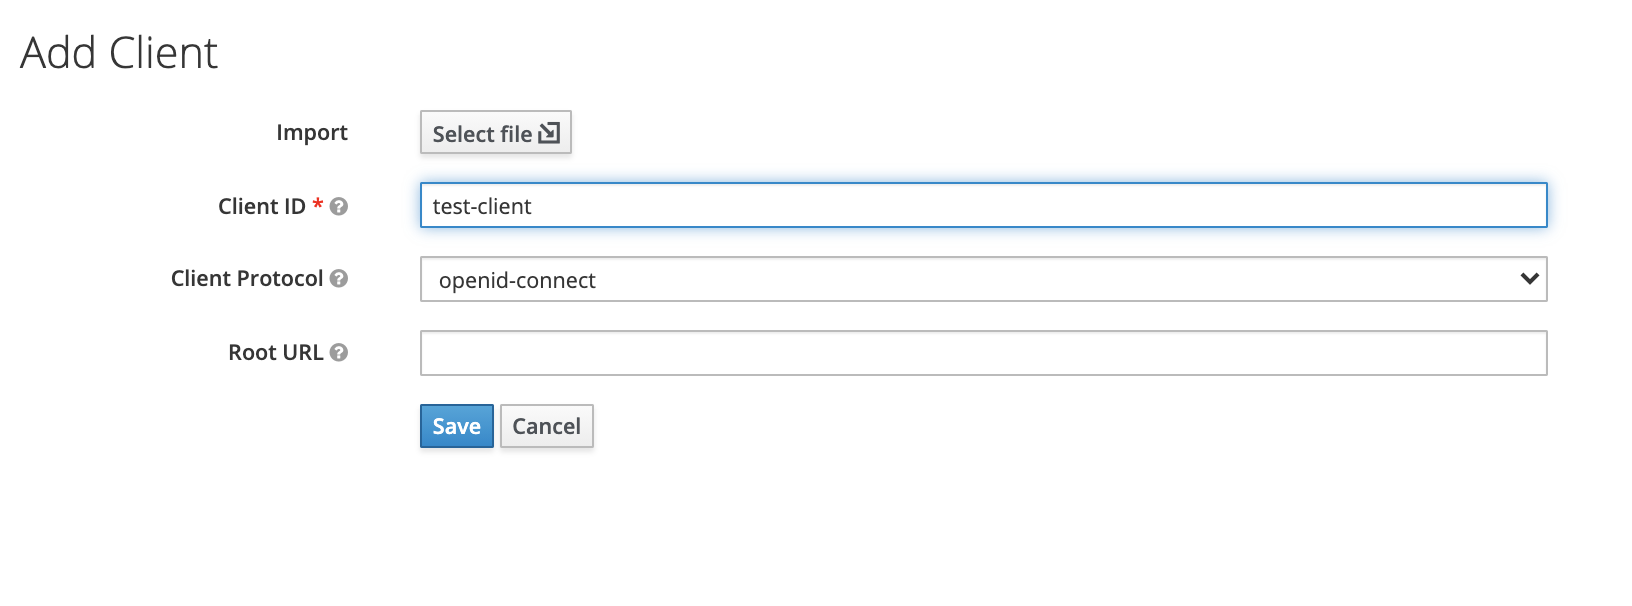 Add Client
Import Select file
Client ID * test-client
Client Protocol openid-connect
Root URL
Save Cancel